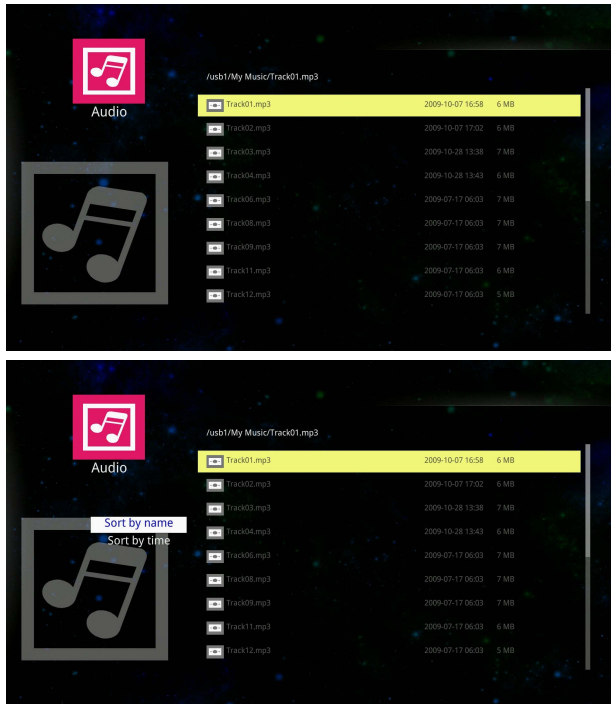 /usb1/My Music/Track01.mp3
Audio
Track01.mp3 2009-10-07 16:58 6 MB
Track02.mp3 2009-10-07 17:02 6 MB
Track03.mp3 2009-10-28 13:38 7 MB
Track04.mp3 2009-10-28 13:43 6 MB
Track06.mp3 2009-07-17 06:03 7 MB
Track08.mp3 2009-07-17 06:03 7 MB
Track09.mp3 2009-07-17 06:03 7 MB
Track11.mp3 2009-07-17 06:03 6 MB
Track12.mp3 2009-07-17 06:03 5 MB
/usb1/My Music/Track01.mp3
Audio
Track01.mp3 2009-10-07 16:58 6 MB
Track02.mp3 2009-10-07 17:02 6 MB
Track03.mp3 2009-10-28 13:38 7 MB
Sort by name
Sort by time
Track04.mp3 2009-10-28 13:43 6 MB
Track06.mp3 2009-07-17 06:03 7 MB
Track08.mp3 2009-07-17 06:03 7 MB
Track09.mp3 2009-07-17 06:03 7 MB
Track11.mp3 2009-07-17 06:03 6 MB
Track12.mp3 2009-07-17 06:03 5 MB